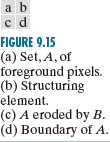 a b
c d
FIGURE 9.15
(a) Set, A, of
foreground pixels.
(b) Structuring
element.
(c) A eroded by B.
(d) Boundary of A.